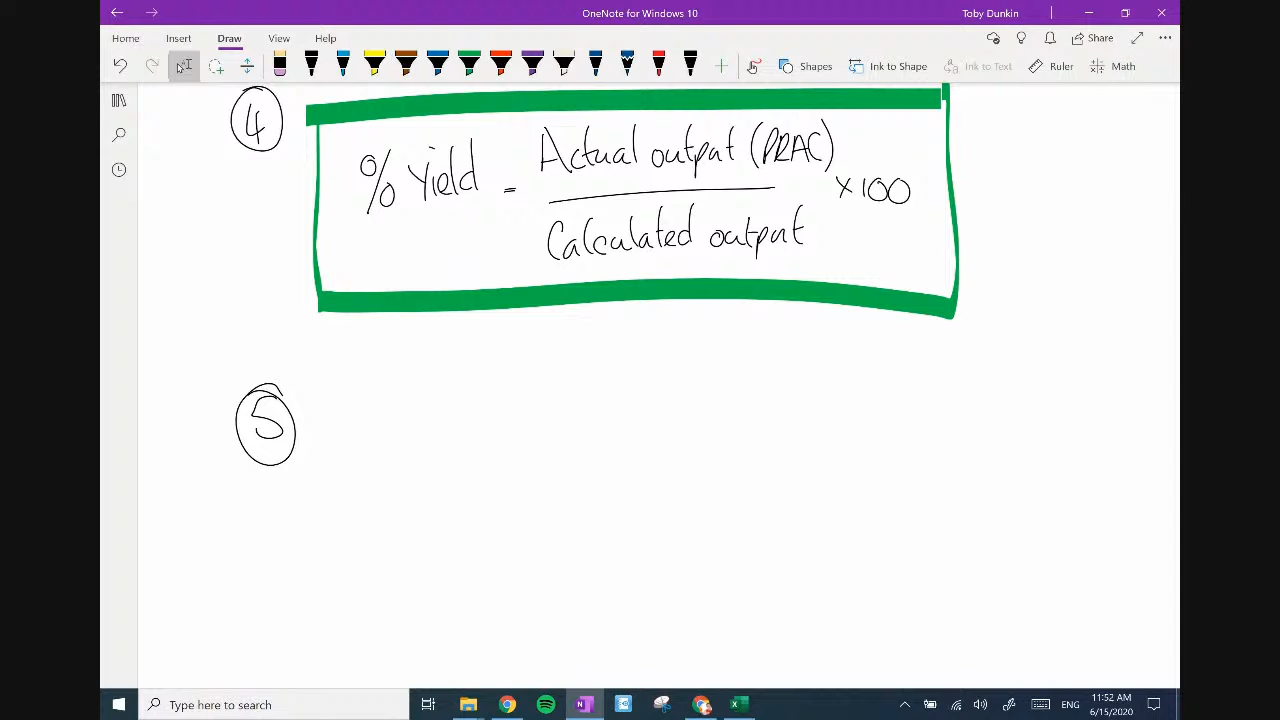 OneNote for Windows 10
Toby Dunkin
Home Insert Draw View Help
Share
Shapes Ink to Shape Ink to Text Ruler Math
4
% Yield = Actual output (PRAC)
Calculated output
×100
5
Type here to search
ENG
11:52 AM
6/15/2020